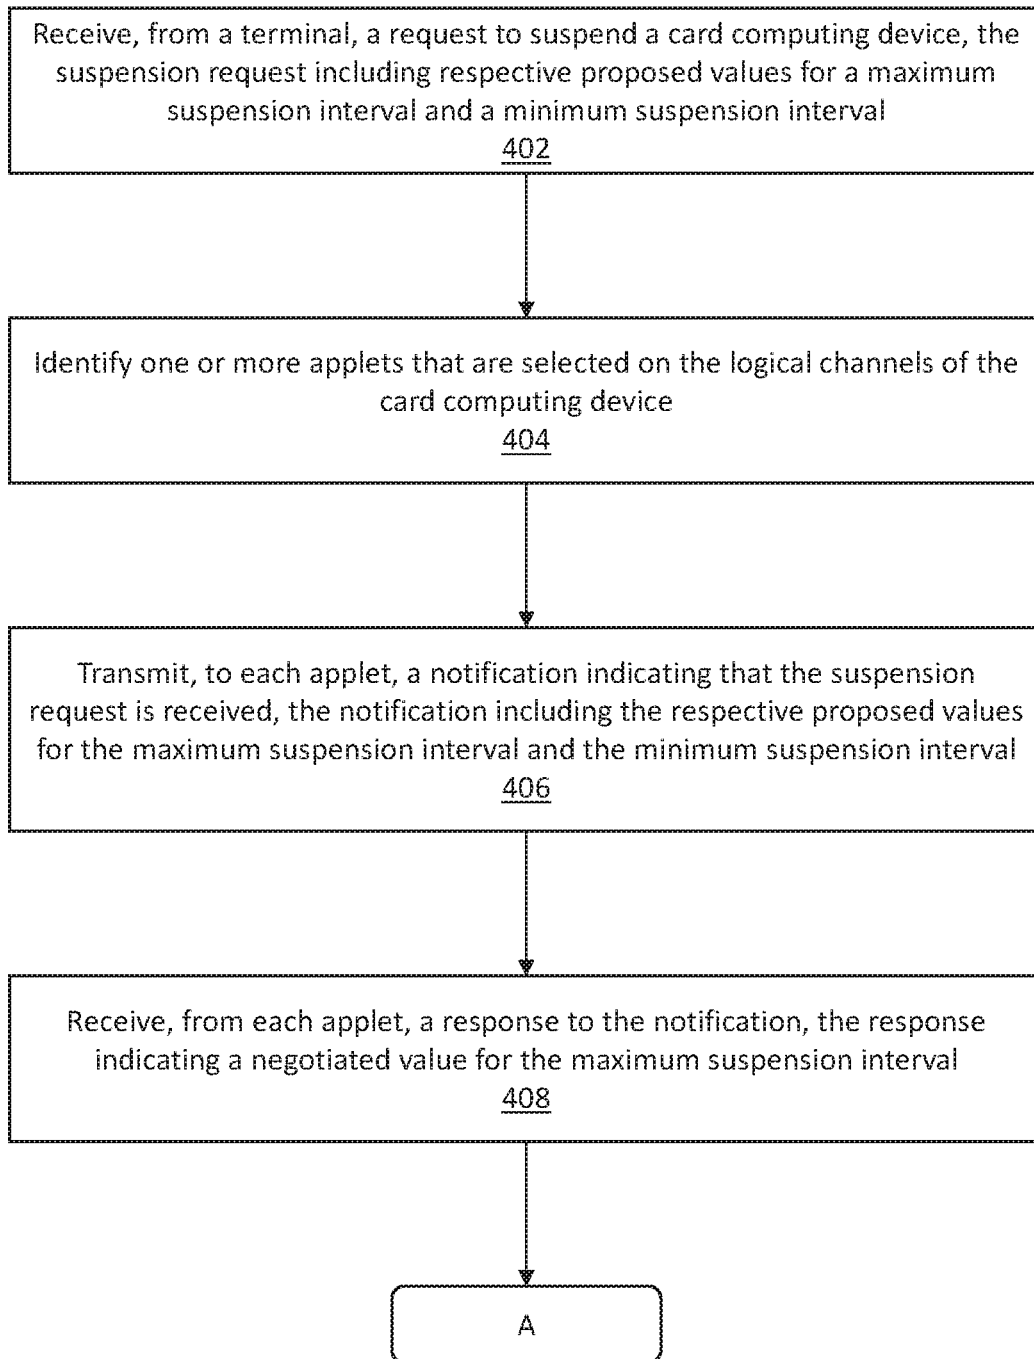 Receive, from a terminal, a request to suspend a card computing device, the
suspension request including respective proposed values for a maximum
suspension interval and a minimum suspension interval
402
Identify one or more applets that are selected on the logical channels of the
card computing device
404
Transmit, to each applet, a notification indicating that the suspension
request is received, the notification including the respective proposed values
for the maximum suspension interval and the minimum suspension interval
406
Receive, from each applet, a response to the notification, the response
indicating a negotiated value for the maximum suspension interval
408
A